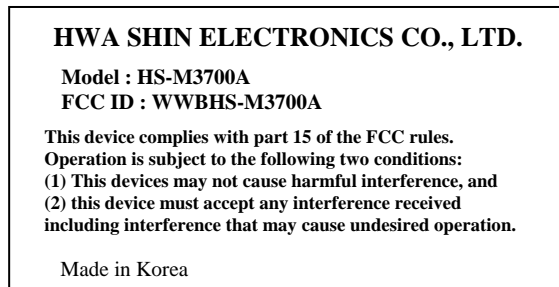 HWA SHIN ELECTRONICS CO., LTD.
Model : HS-M3700A
FCC ID : WWBHS-M3700A
This device complies with part 15 of the FCC rules.
Operation is subject to the following two conditions:
(1) This devices may not cause harmful interference, and
(2) this device must accept any interference received
including interference that may cause undesired operation.
Made in Korea